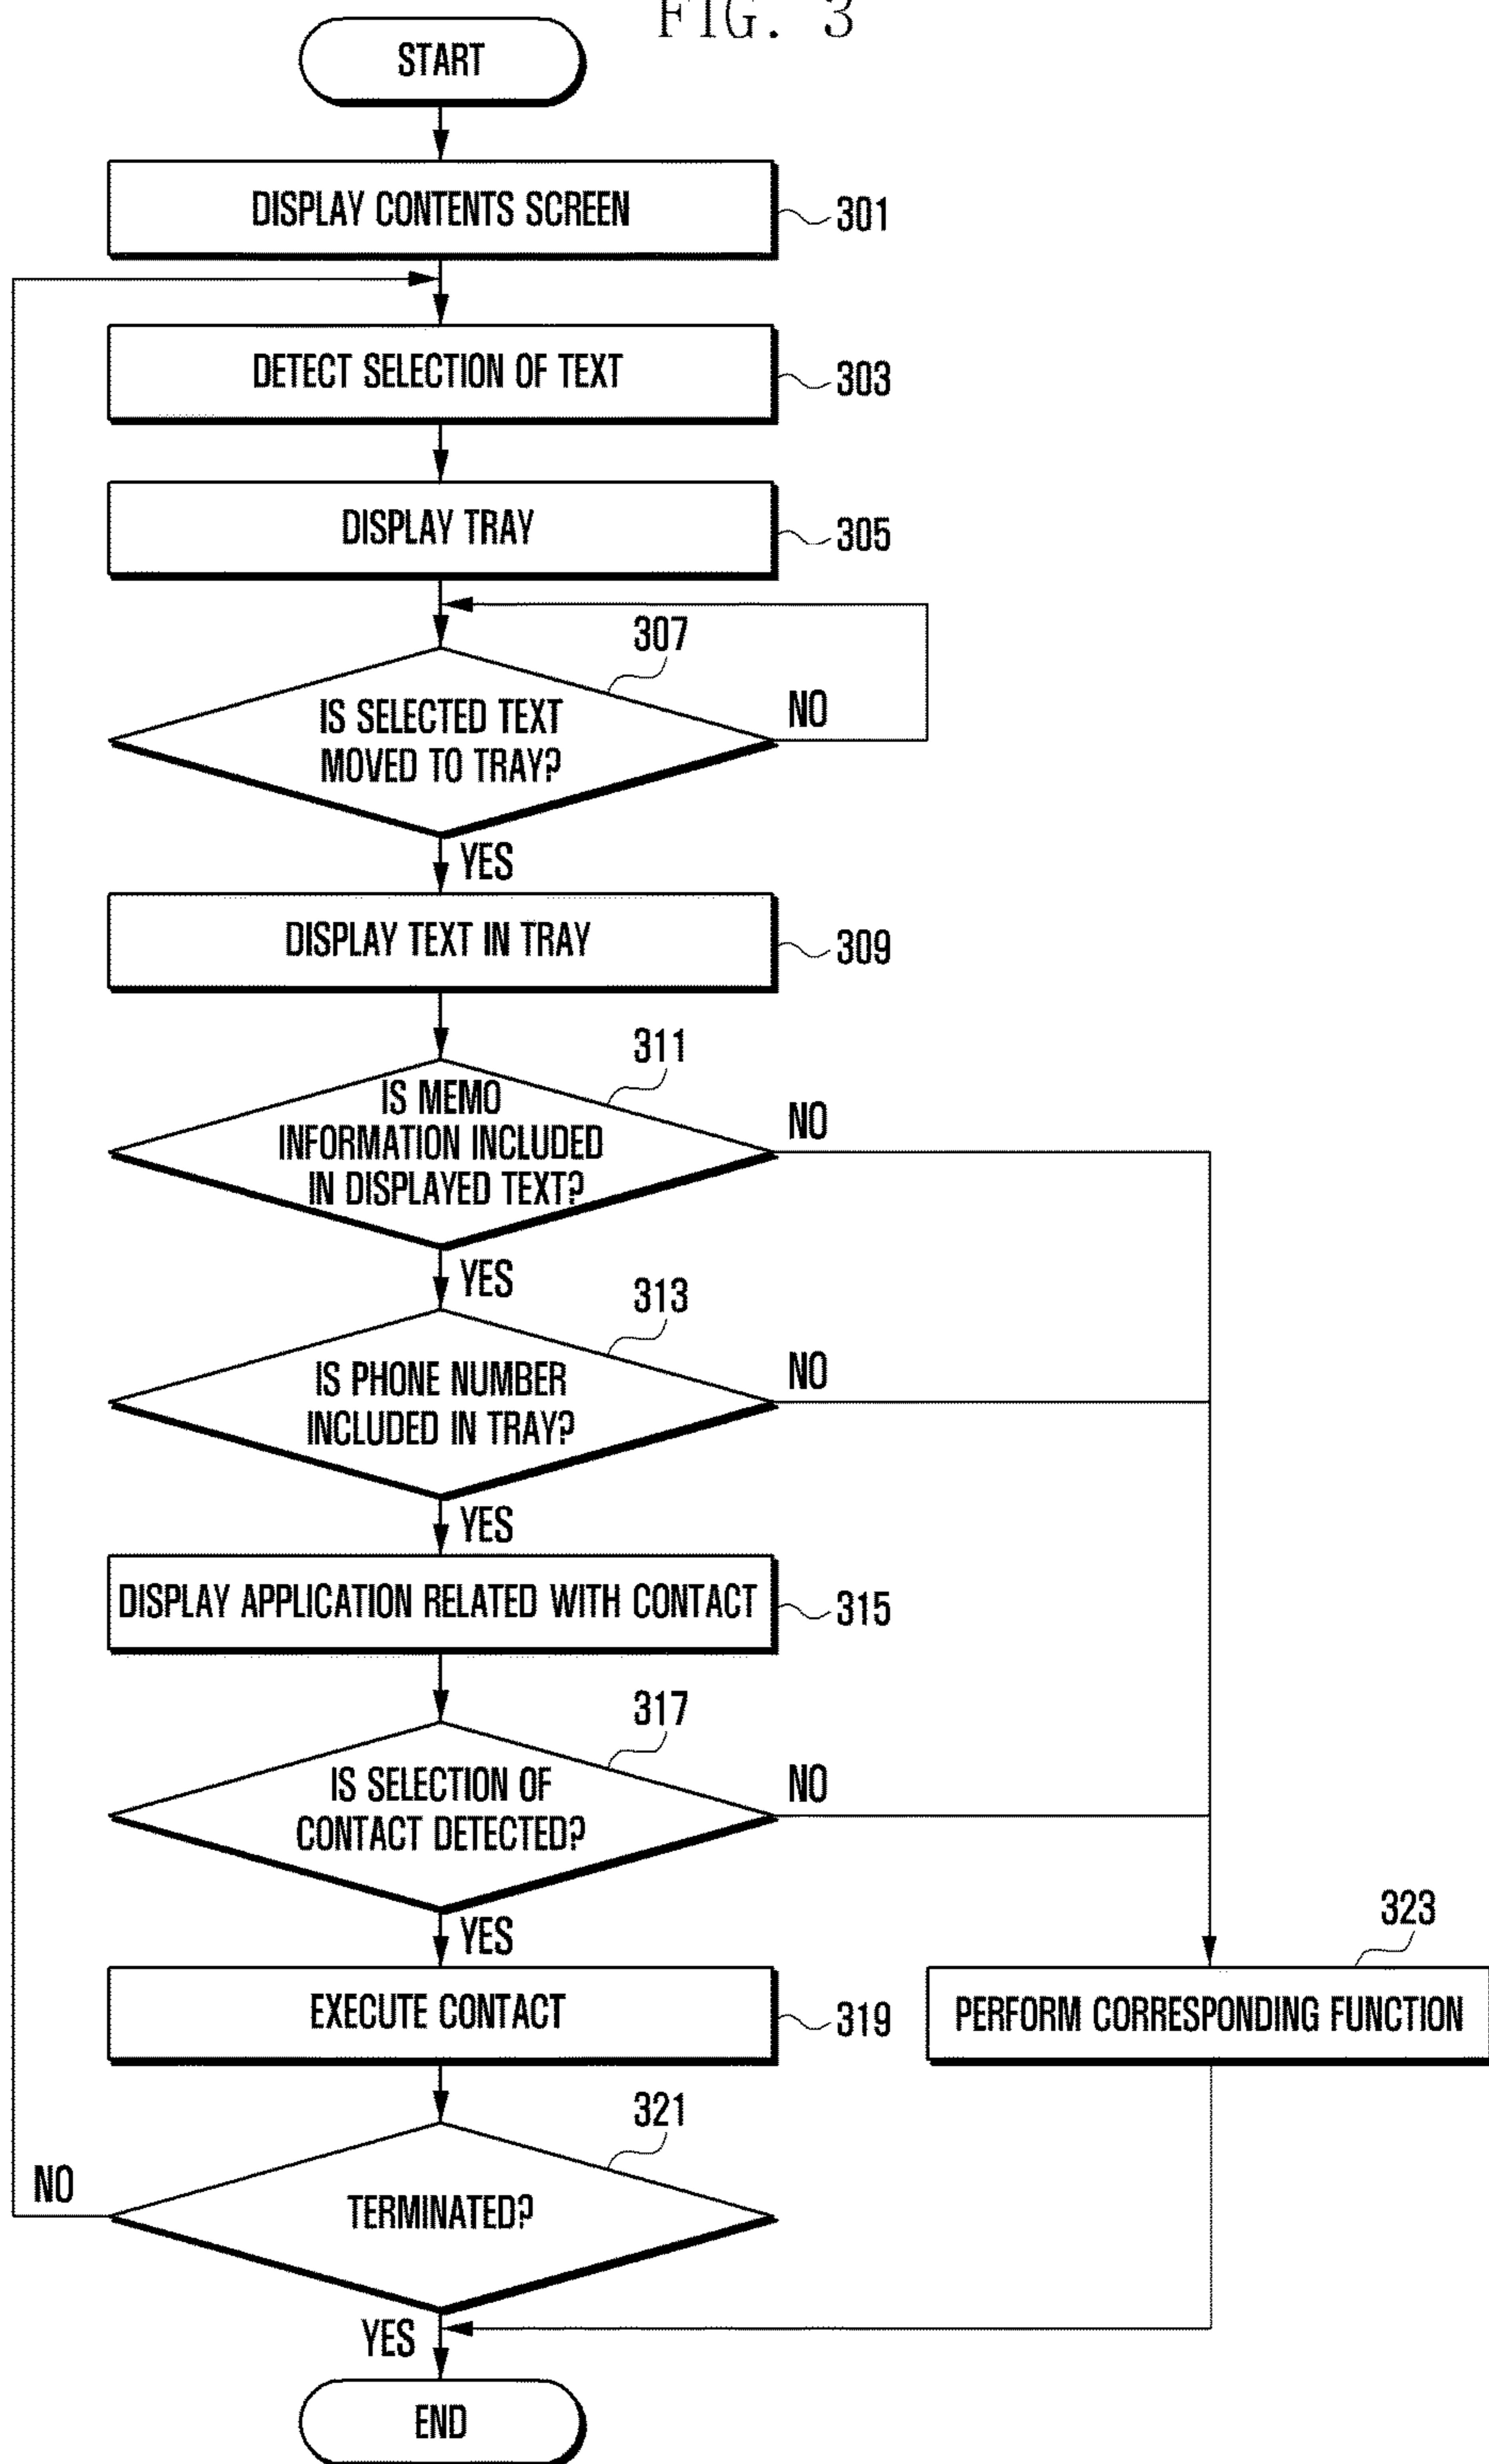 FIG. 3
START
DISPLAY CONTENTS SCREEN
301
DETECT SELECTION OF TEXT
303
DISPLAY TRAY
305
307
IS SELECTED TEXT
MOVED TO TRAY?
NO
YES
DISPLAY TEXT IN TRAY
309
311
IS MEMO
INFORMATION INCLUDED
IN DISPLAYED TEXT?
NO
YES
313
IS PHONE NUMBER
INCLUDED IN TRAY?
NO
YES
DISPLAY APPLICATION RELATED WITH CONTACT
315
317
IS SELECTION OF
CONTACT DETECTED?
NO
YES
323
EXECUTE CONTACT
319
PERFORM CORRESPONDING FUNCTION
321
TERMINATED?
NO
YES
END